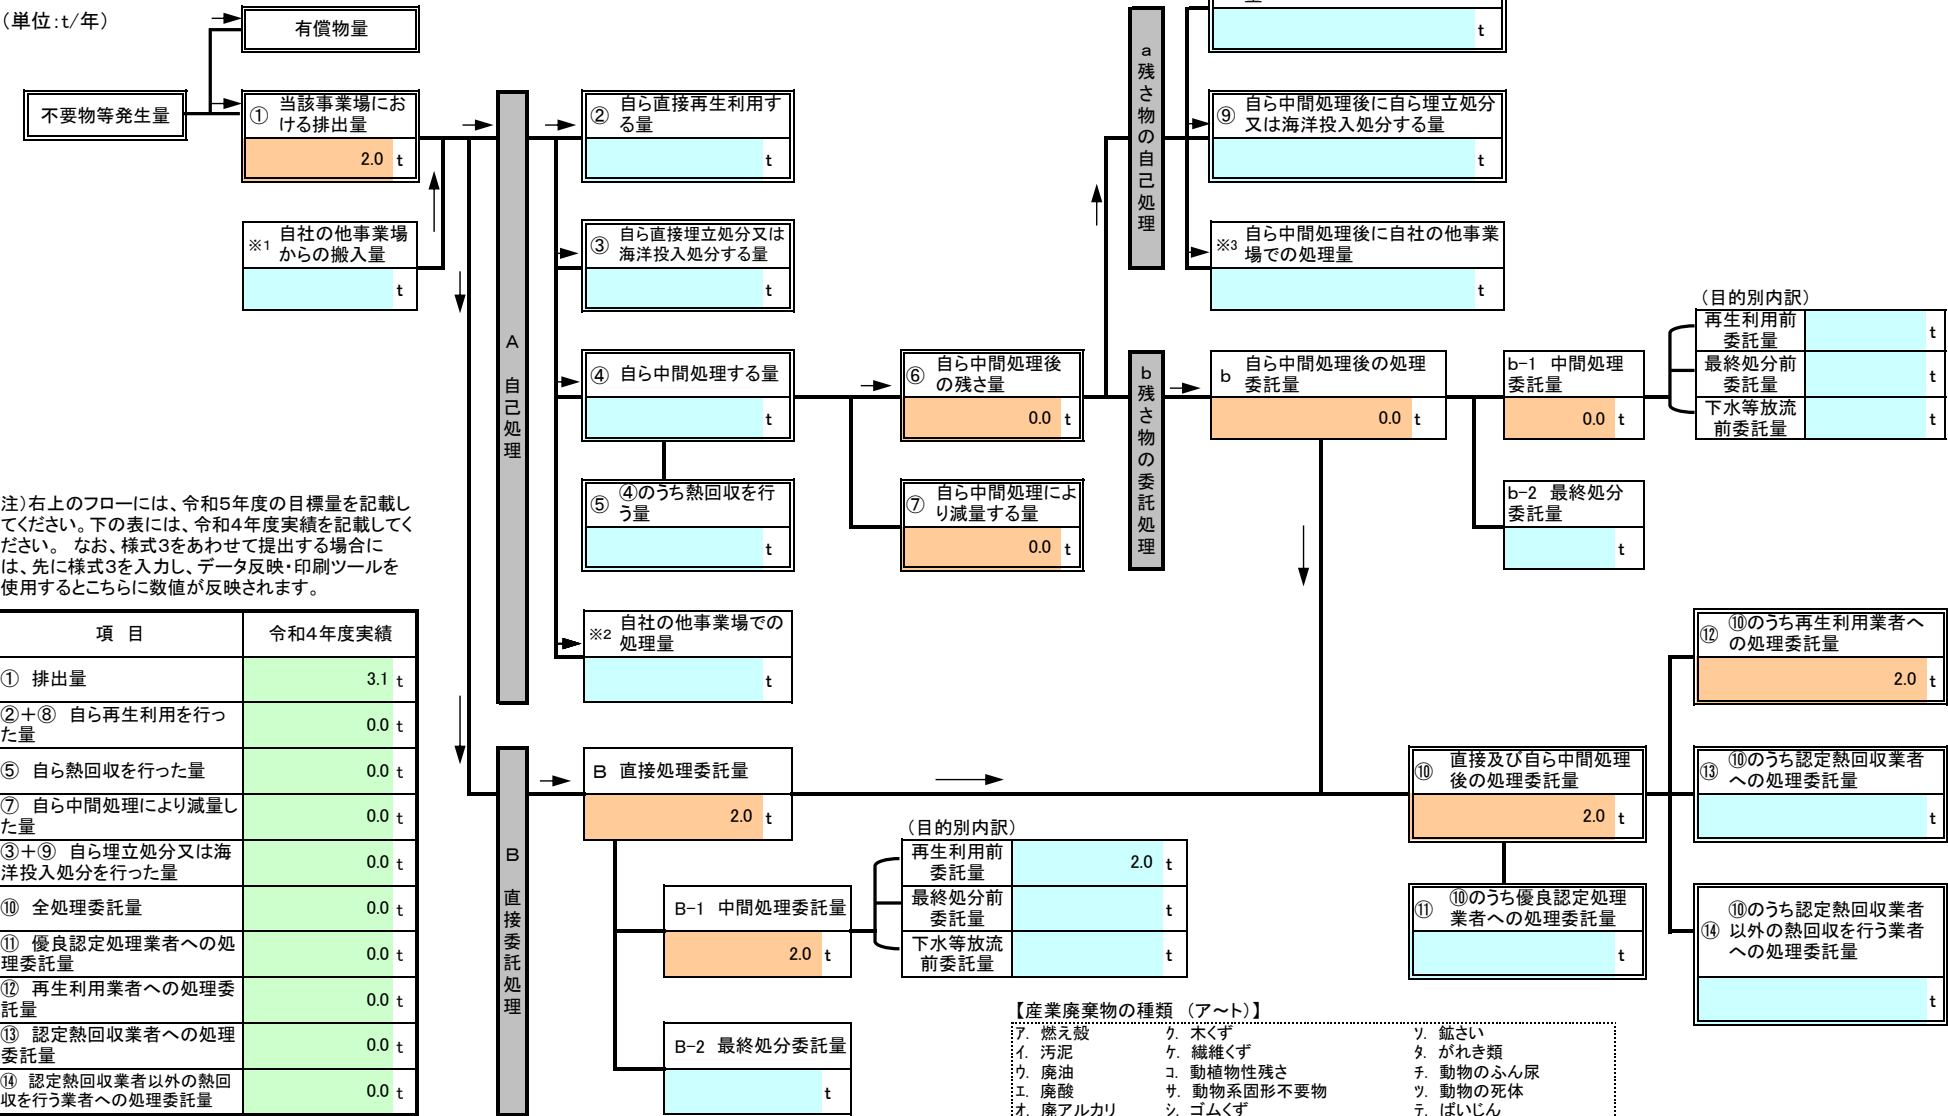 (単位:t/年)
有償物量
不要物等発生量
①
当該事業場にお
ける排出量
2.0 t
※1
自社の他事業場
からの搬入量
t
A 自己処理
②
自ら直接再生利用す
る量
t
③
自ら直接埋立処分又は
海洋投入処分する量
t
④ 自ら中間処理する量
t
⑤
④のうち熱回収を行
う量
t
※2
自社の他事業場での
処理量
t
⑥
自ら中間処理後
の残さ量
0.0 t
⑦
自ら中間処理によ
り減量する量
0.0 t
a残さ物の自己処理
t
⑨
自ら中間処理後に自ら埋立処分
又は海洋投入処分する量
t
※3
自ら中間処理後に自社の他事業
場での処理量
t
b残さ物の委託処理
b
自ら中間処理後の処理
委託量
0.0 t
b-1 中間処理
委託量
0.0 t
b-2 最終処分
委託量
t
(目的別内訳)
再生利用前
委託量
t
最終処分前
委託量
t
下水等放流
前委託量
t
注)右上のフローには、令和5年度の目標量を記載し
てください。下の表には、令和4年度実績を記載してく
ださい。 なお、様式3をあわせて提出する場合に
は、先に様式3を入力し、データ反映・印刷ツールを
使用するとこちらに数値が反映されます。
項 目 令和4年度実績
① 排出量 3.1 t
②+⑧ 自ら再生利用を行っ
た量 0.0 t
⑤ 自ら熱回収を行った量 0.0 t
⑦ 自ら中間処理により減量し
た量 0.0 t
③+⑨ 自ら埋立処分又は海
洋投入処分を行った量 0.0 t
⑩ 全処理委託量 0.0 t
⑪ 優良認定処理業者への処
理委託量 0.0 t
⑫ 再生利用業者への処理委
託量 0.0 t
⑬ 認定熱回収業者への処理
委託量 0.0 t
⑭ 認定熱回収業者以外の熱回
収を行う業者への処理委託量 0.0 t
B 直接委託処理
B 直接処理委託量
2.0 t
B-1 中間処理委託量
2.0 t
B-2 最終処分委託量
t
(目的別内訳)
再生利用前
委託量
2.0 t
最終処分前
委託量
t
下水等放流
前委託量
t
⑩
直接及び自ら中間処理
後の処理委託量
2.0 t
⑪
⑩のうち優良認定処理
業者への処理委託量
t
⑫
⑩のうち再生利用業者へ
の処理委託量
2.0 t
⑬
⑩のうち認定熱回収業者
への処理委託量
t
⑭
⑩のうち認定熱回収業者
以外の熱回収を行う業者
への処理委託量
t
【産業廃棄物の種類 (ア～ト)】
ア. 燃え殻 ク. 木くず ソ. 鉱さい
イ. 汚泥 ケ. 繊維くず タ. がれき類
ウ. 廃油 コ. 動植物性残さ チ. 動物のふん尿
エ. 廃酸 サ. 動物系固形不要物 ツ. 動物の死体
オ. 廃アルカリ シ. ゴムくず テ. ばいじん